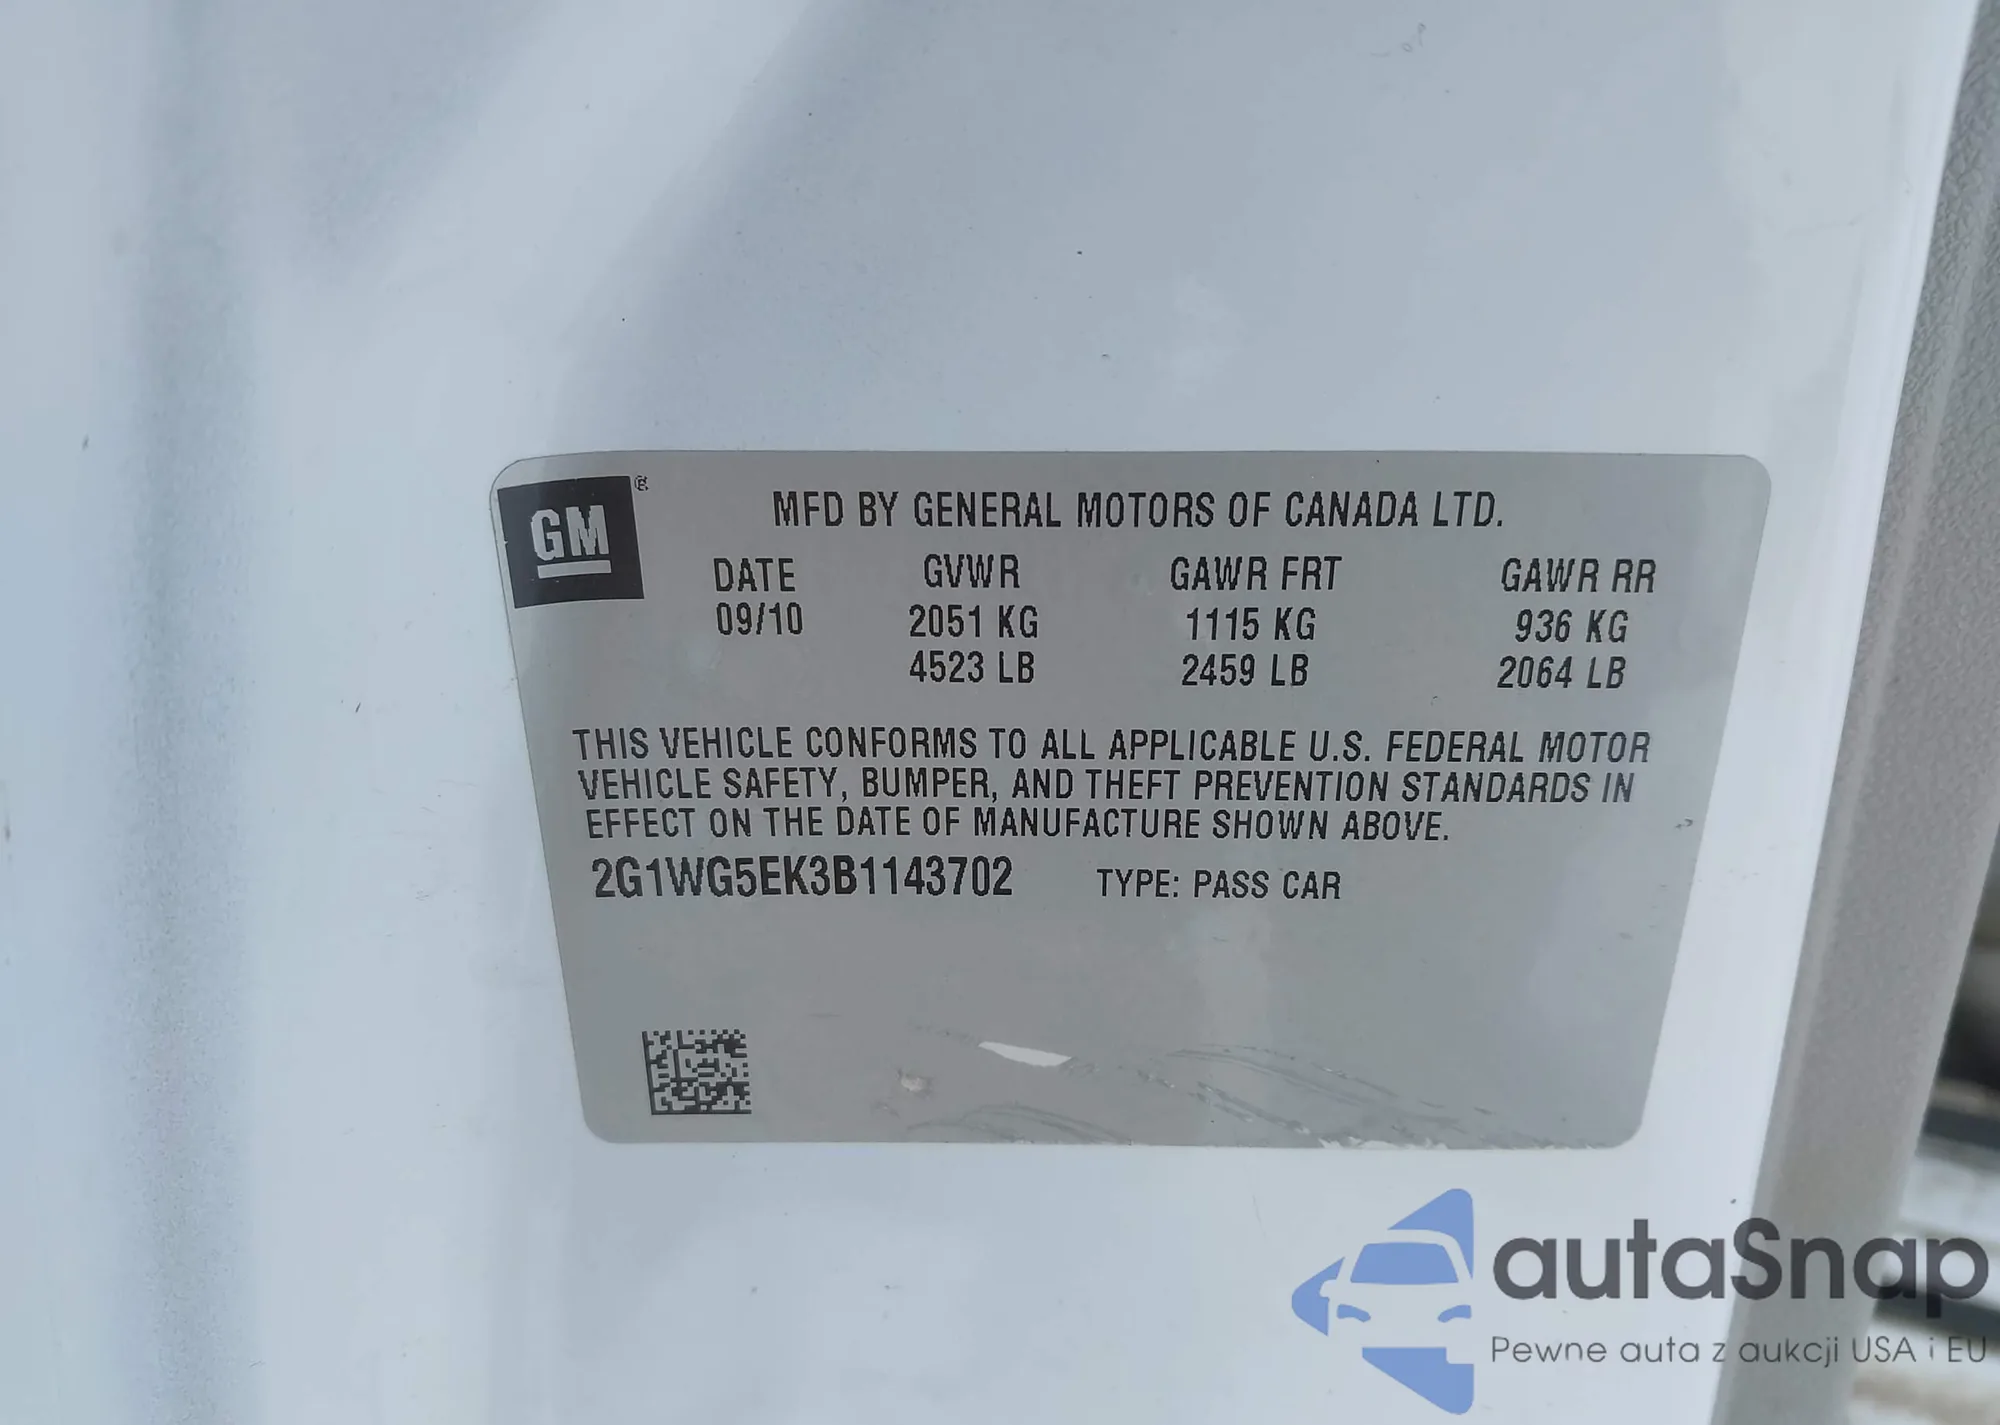 GM
MFD BY GENERAL MOTORS OF CANADA LTD.
DATE GVWR GAWR FRT GAWR RR
09/10 2051 KG 1115 KG 936 KG
4523 LB 2459 LB 2064 LB
THIS VEHICLE CONFORMS TO ALL APPLICABLE U.S. FEDERAL MOTOR
VEHICLE SAFETY, BUMPER, AND THEFT PREVENTION STANDARDS IN
EFFECT ON THE DATE OF MANUFACTURE SHOWN ABOVE.
2G1WG5EK3B1143702 TYPE: PASS CAR
autaSnap
Pewne auta z aukcji USA i EU